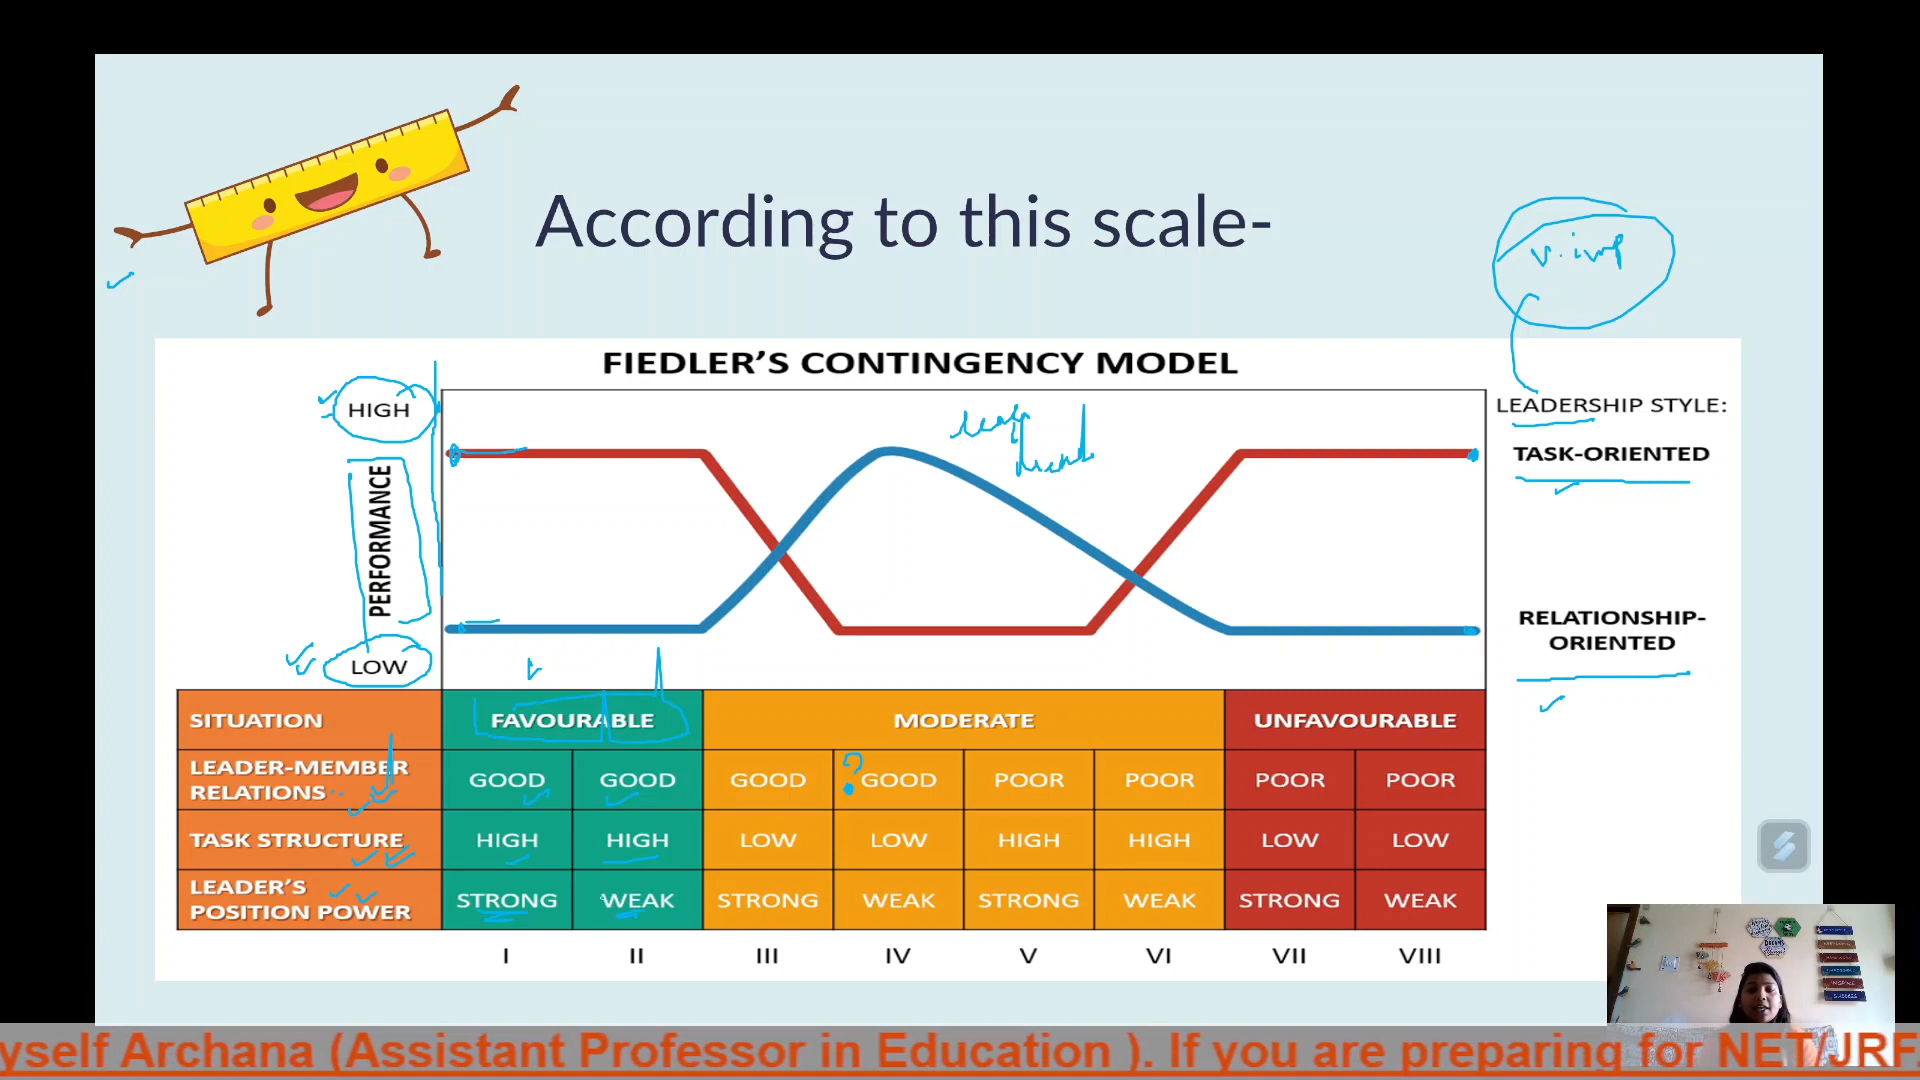 According to this scale-
v. imp
FIEDLER'S CONTINGENCY MODEL
HIGH
PERFORMANCE
LOW
LEADERSHIP STYLE:
TASK-ORIENTED
RELATIONSHIP-
ORIENTED
SITUATION FAVOURABLE MODERATE UNFAVOURABLE
LEADER-MEMBER
RELATIONS GOOD GOOD GOOD ? GOOD POOR POOR POOR POOR
TASK STRUCTURE HIGH HIGH LOW LOW HIGH HIGH LOW LOW
LEADER'S
POSITION POWER STRONG WEAK STRONG WEAK STRONG WEAK STRONG WEAK
I II III IV V VI VII VIII
yself Archana (Assistant Professor in Education ). If you are preparing for NET/JRF